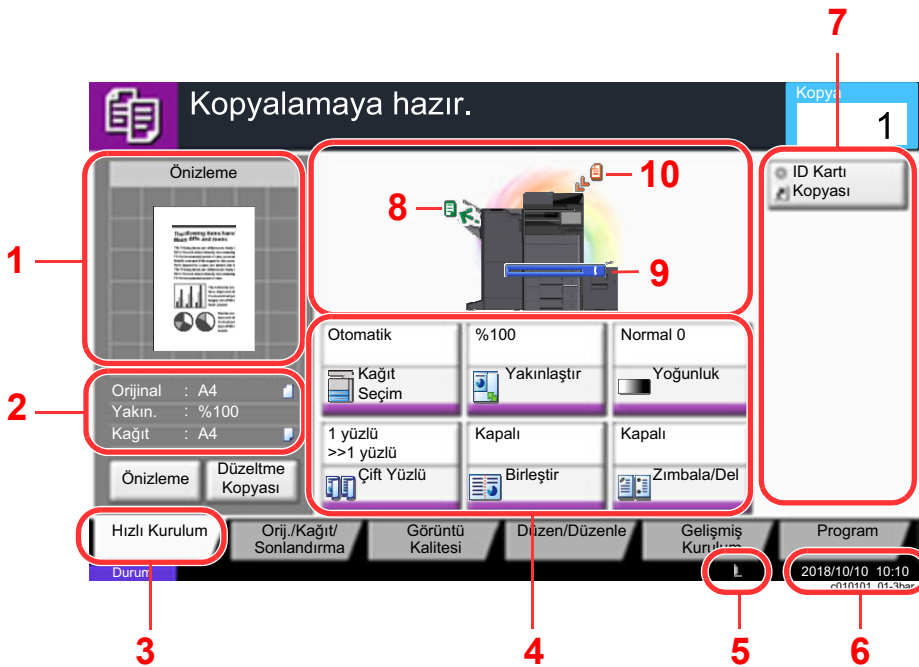 7
Kopyalamaya hazır.
Kopya
1
Önizleme
ID Kartı
Kopyası
10
8
1
9
Otomatik
%100
Normal 0
Kağıt
Seçim
Yakınlaştır
Yoğunluk
2
Orijinal : A4
Yakın. : %100
Kağıt : A4
1 yüzlü
>>1 yüzlü
Kapalı
Kapalı
Çift Yüzlü
Birleştir
Zımbala/Del
Önizleme
Düzeltme
Kopyası
Hızlı Kurulum
Orij./Kağıt/
Sonlandırma
Görüntü
Kalitesi
Düzen/Düzenle
Gelişmiş
Kurulum
Program
Durum
2018/10/10 10:10
c010101_01-3bar
3
4
5
6